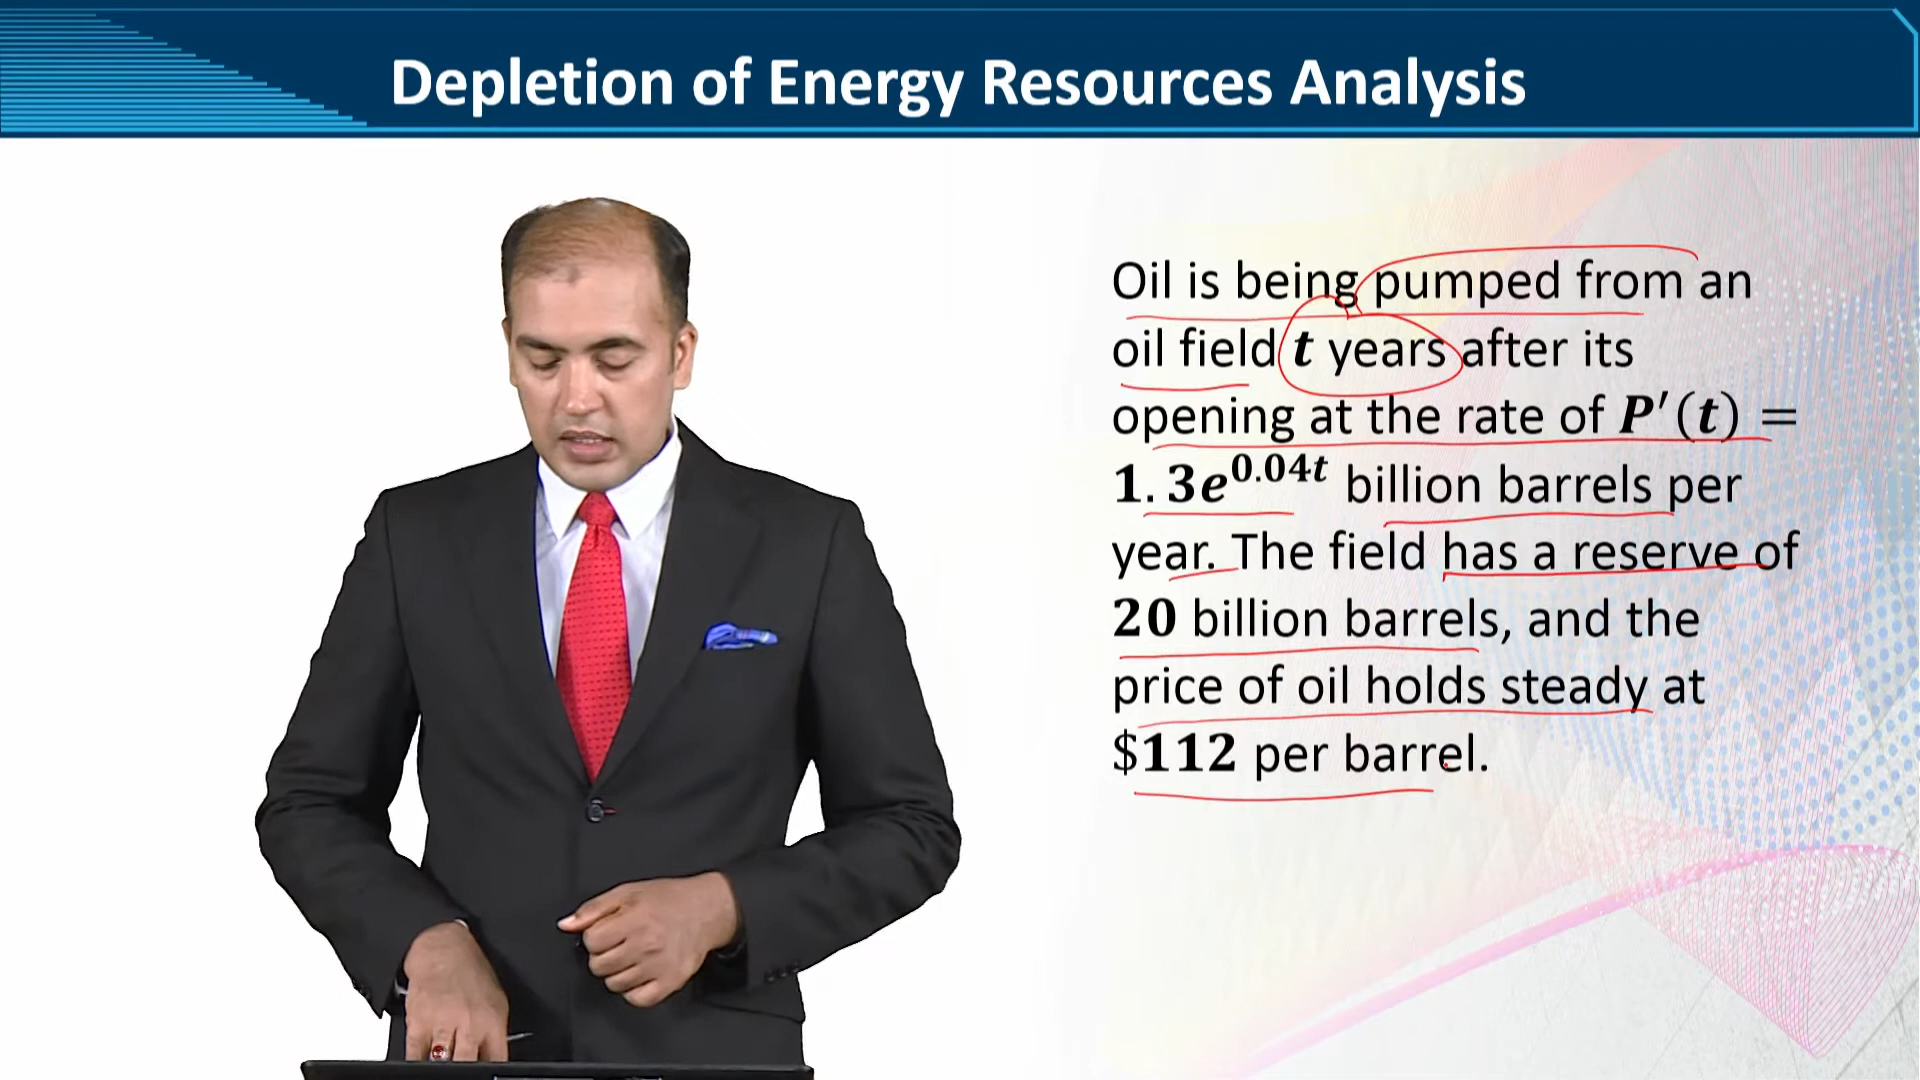 Depletion of Energy Resources Analysis
Oil is being pumped from an
oil field t years after its
opening at the rate of P′(t) =
1.3e^0.04t billion barrels per
year. The field has a reserve of
20 billion barrels, and the
price of oil holds steady at
$112 per barrel.